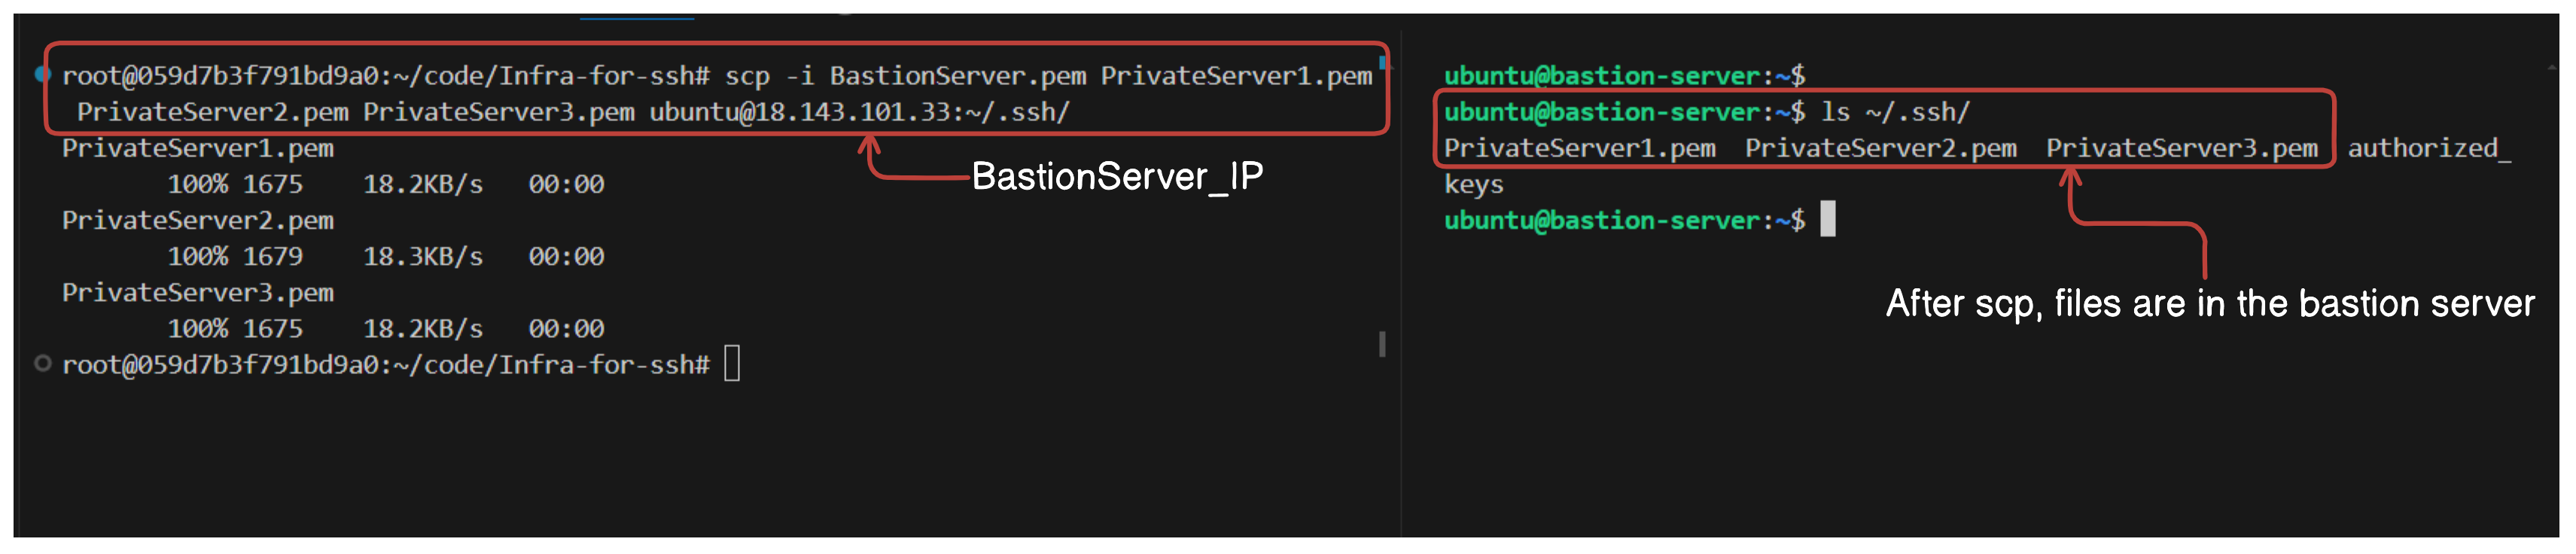 root@059d7b3f791bd9a0:~/code/Infra-for-ssh# scp -i BastionServer.pem PrivateServer1.pem
PrivateServer2.pem PrivateServer3.pem ubuntu@18.143.101.33:~/.ssh/
PrivateServer1.pem
100% 1675 18.2KB/s 00:00
PrivateServer2.pem
100% 1679 18.3KB/s 00:00
PrivateServer3.pem
100% 1675 18.2KB/s 00:00
root@059d7b3f791bd9a0:~/code/Infra-for-ssh#
BastionServer_IP
ubuntu@bastion-server:~$
ubuntu@bastion-server:~$ ls ~/.ssh/
PrivateServer1.pem PrivateServer2.pem PrivateServer3.pem authorized_
keys
ubuntu@bastion-server:~$
After scp, files are in the bastion server